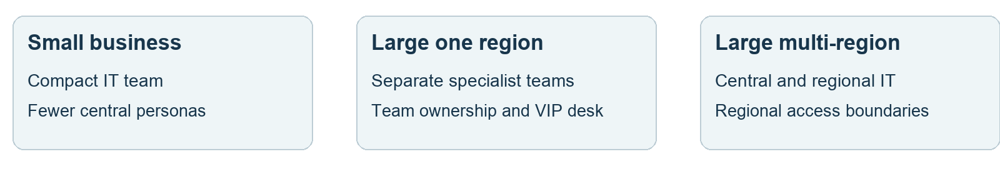 Small business
Compact IT team
Fewer central personas
Large one region
Separate specialist teams
Team ownership and VIP desk
Large multi-region
Central and regional IT
Regional access boundaries